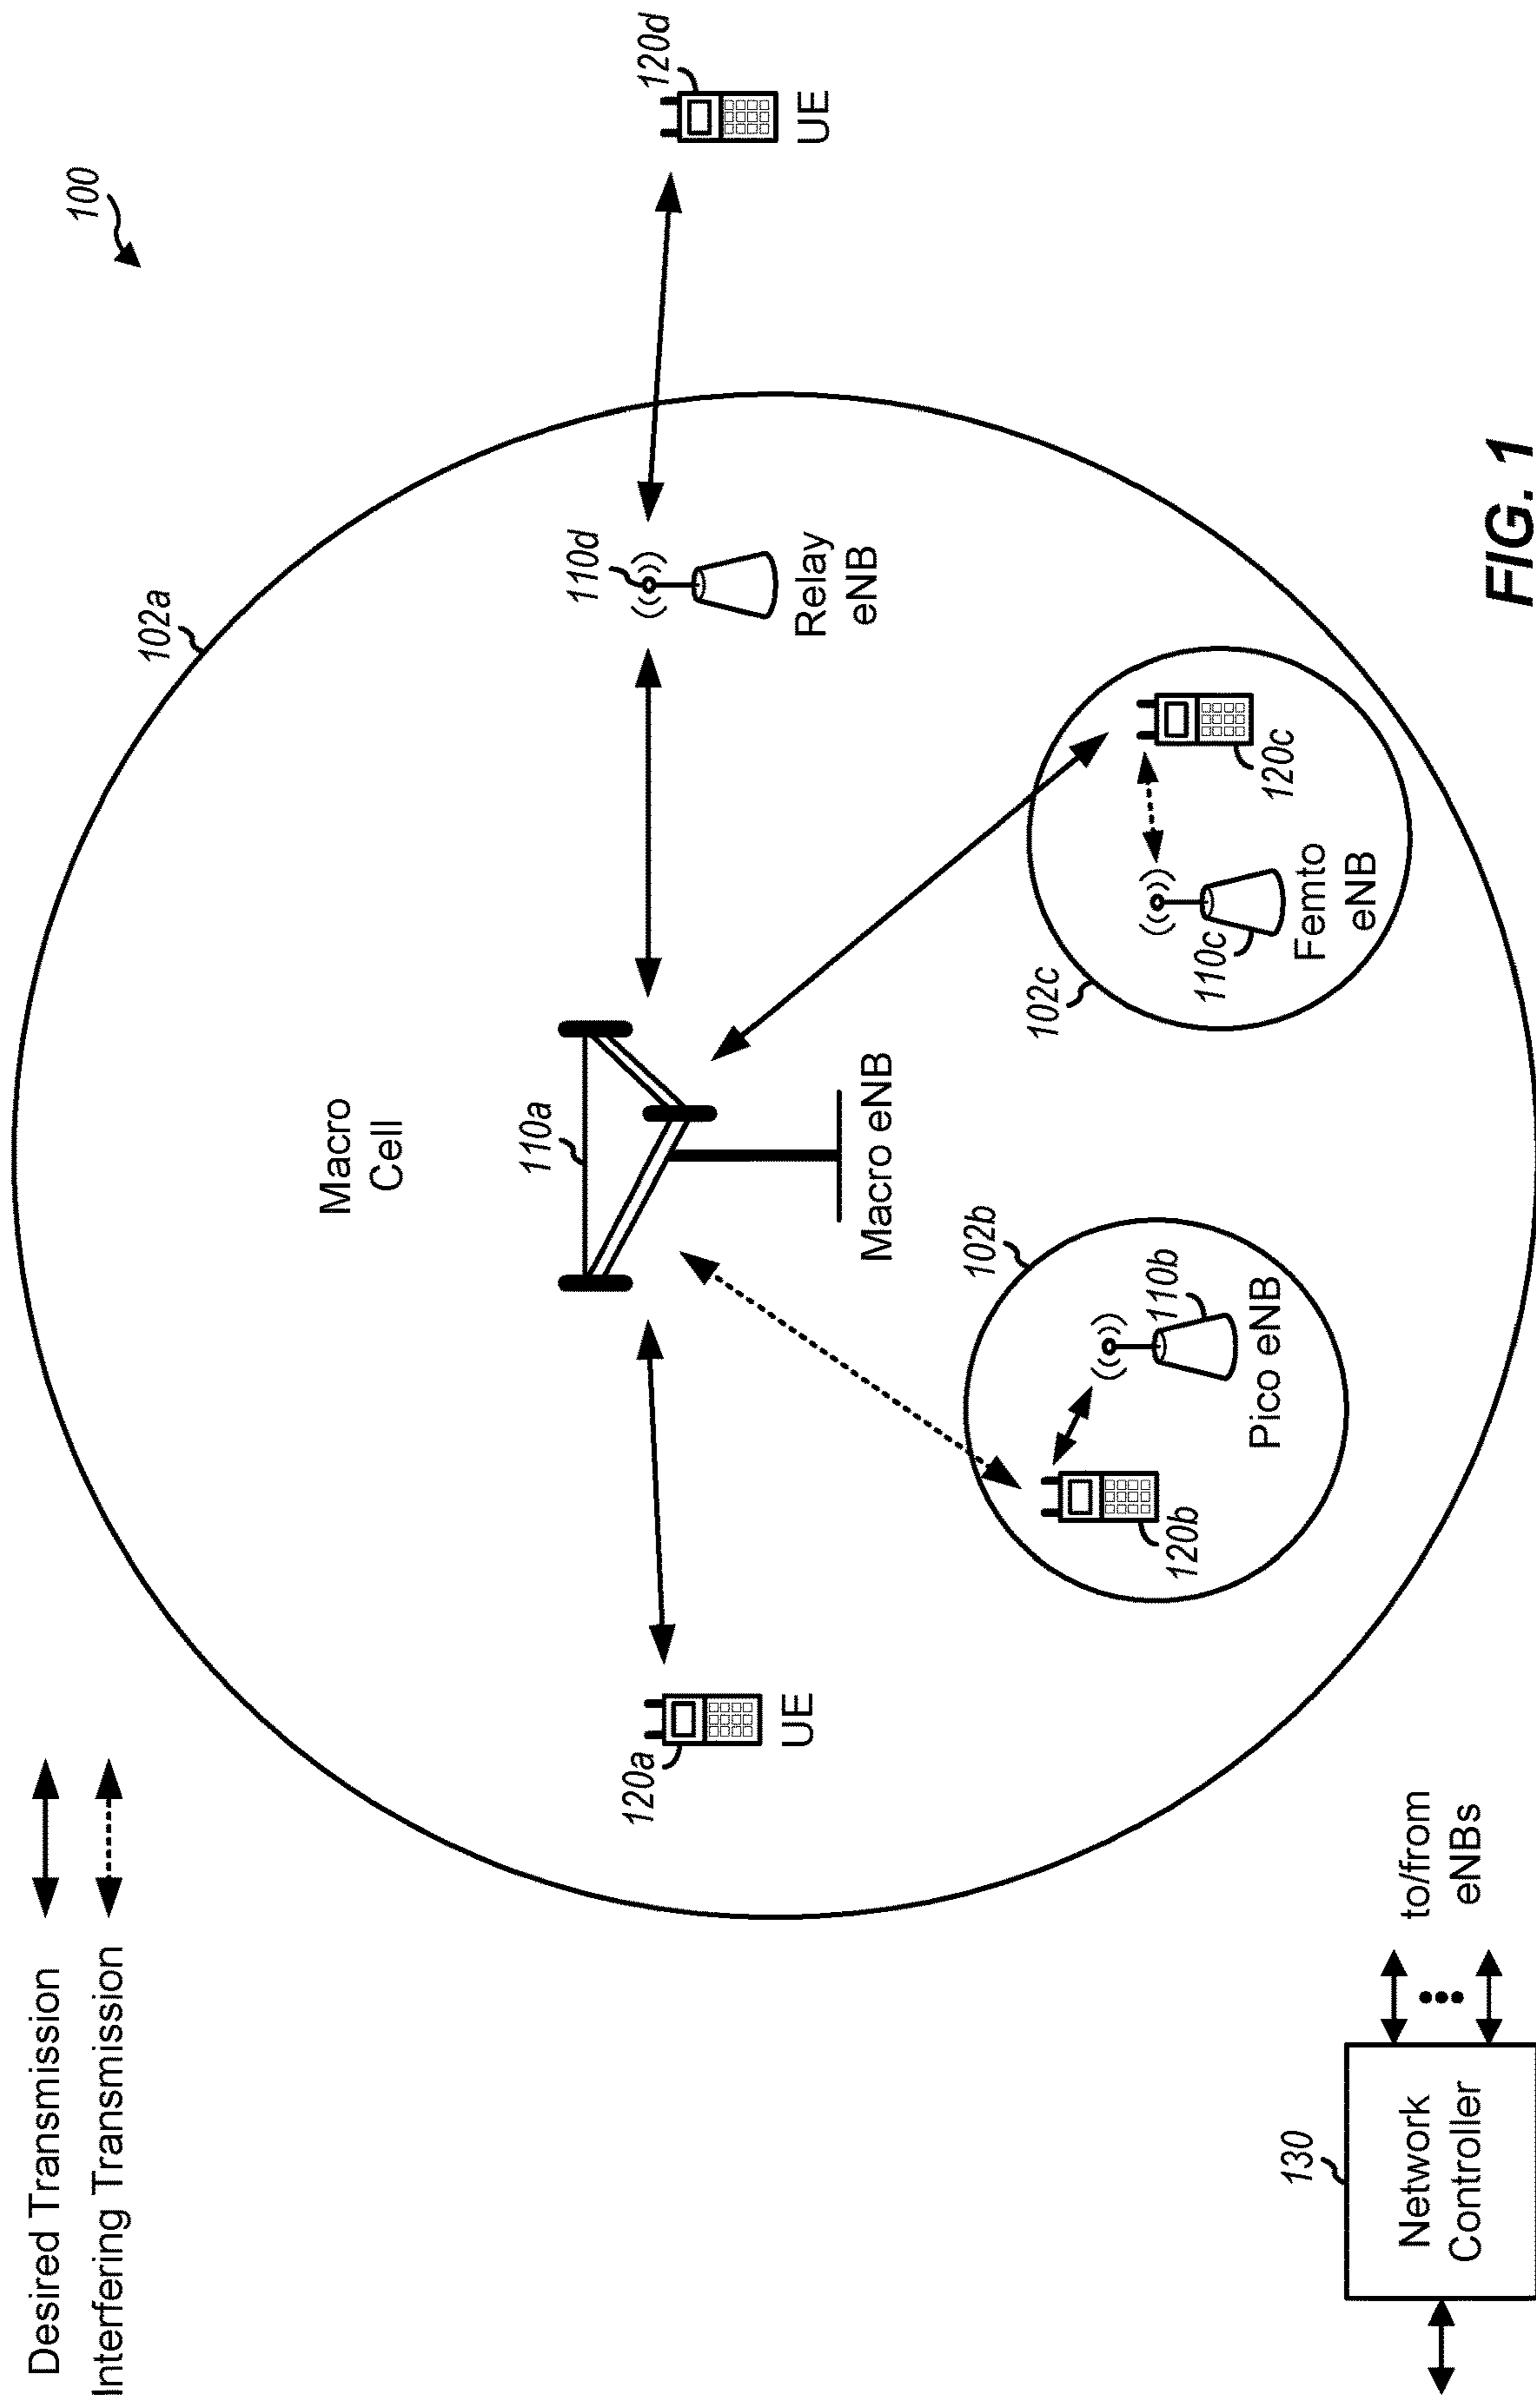 Desired Transmission
Interfering Transmission
100
102a
Macro
Cell
110a
Macro eNB
110d
Relay
eNB
120d
UE
120a
UE
102b
110b
Pico eNB
120b
102c
110c
Femto
eNB
120c
130
Network
Controller
to/from
eNBs
FIG. 1